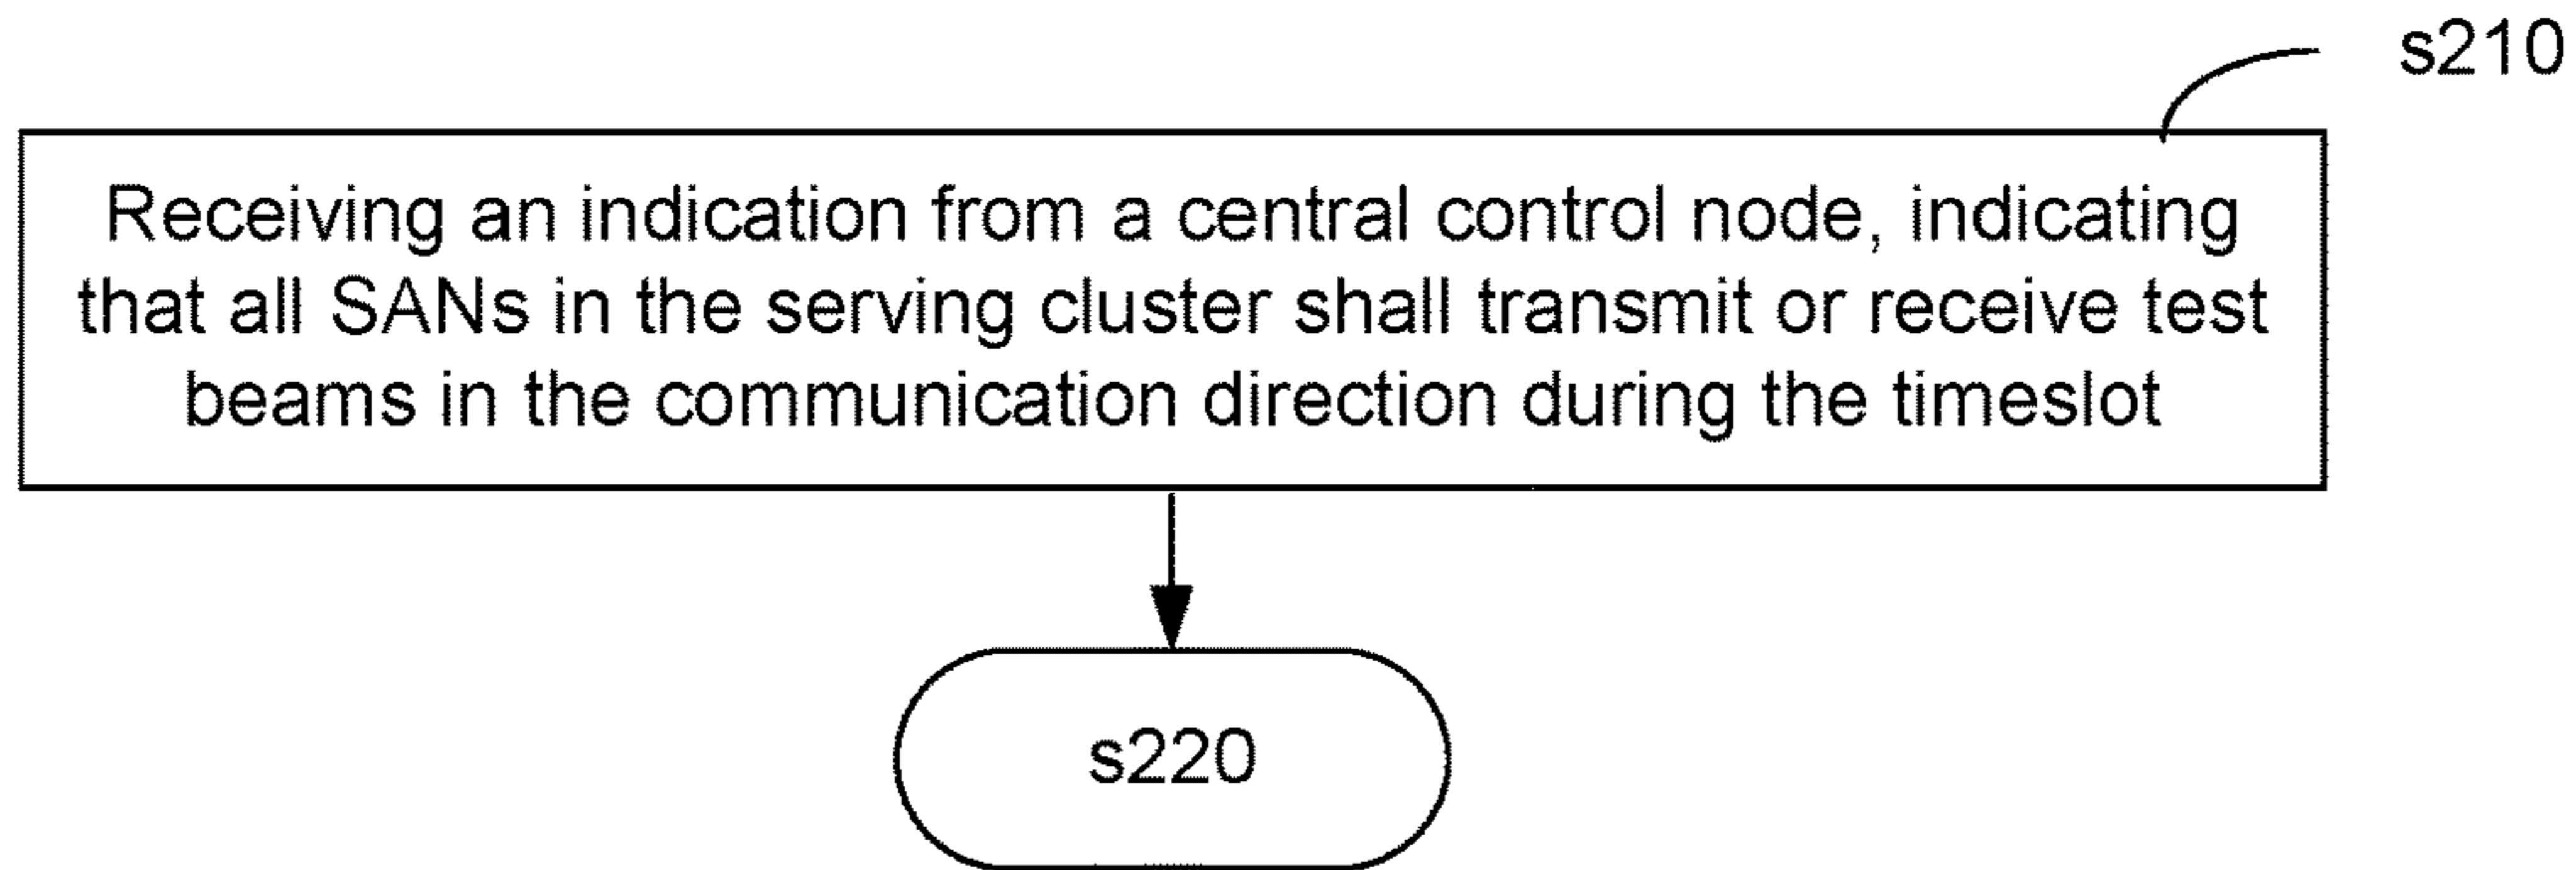 s210
Receiving an indication from a central control node, indicating
that all SANs in the serving cluster shall transmit or receive test
beams in the communication direction during the timeslot
s220